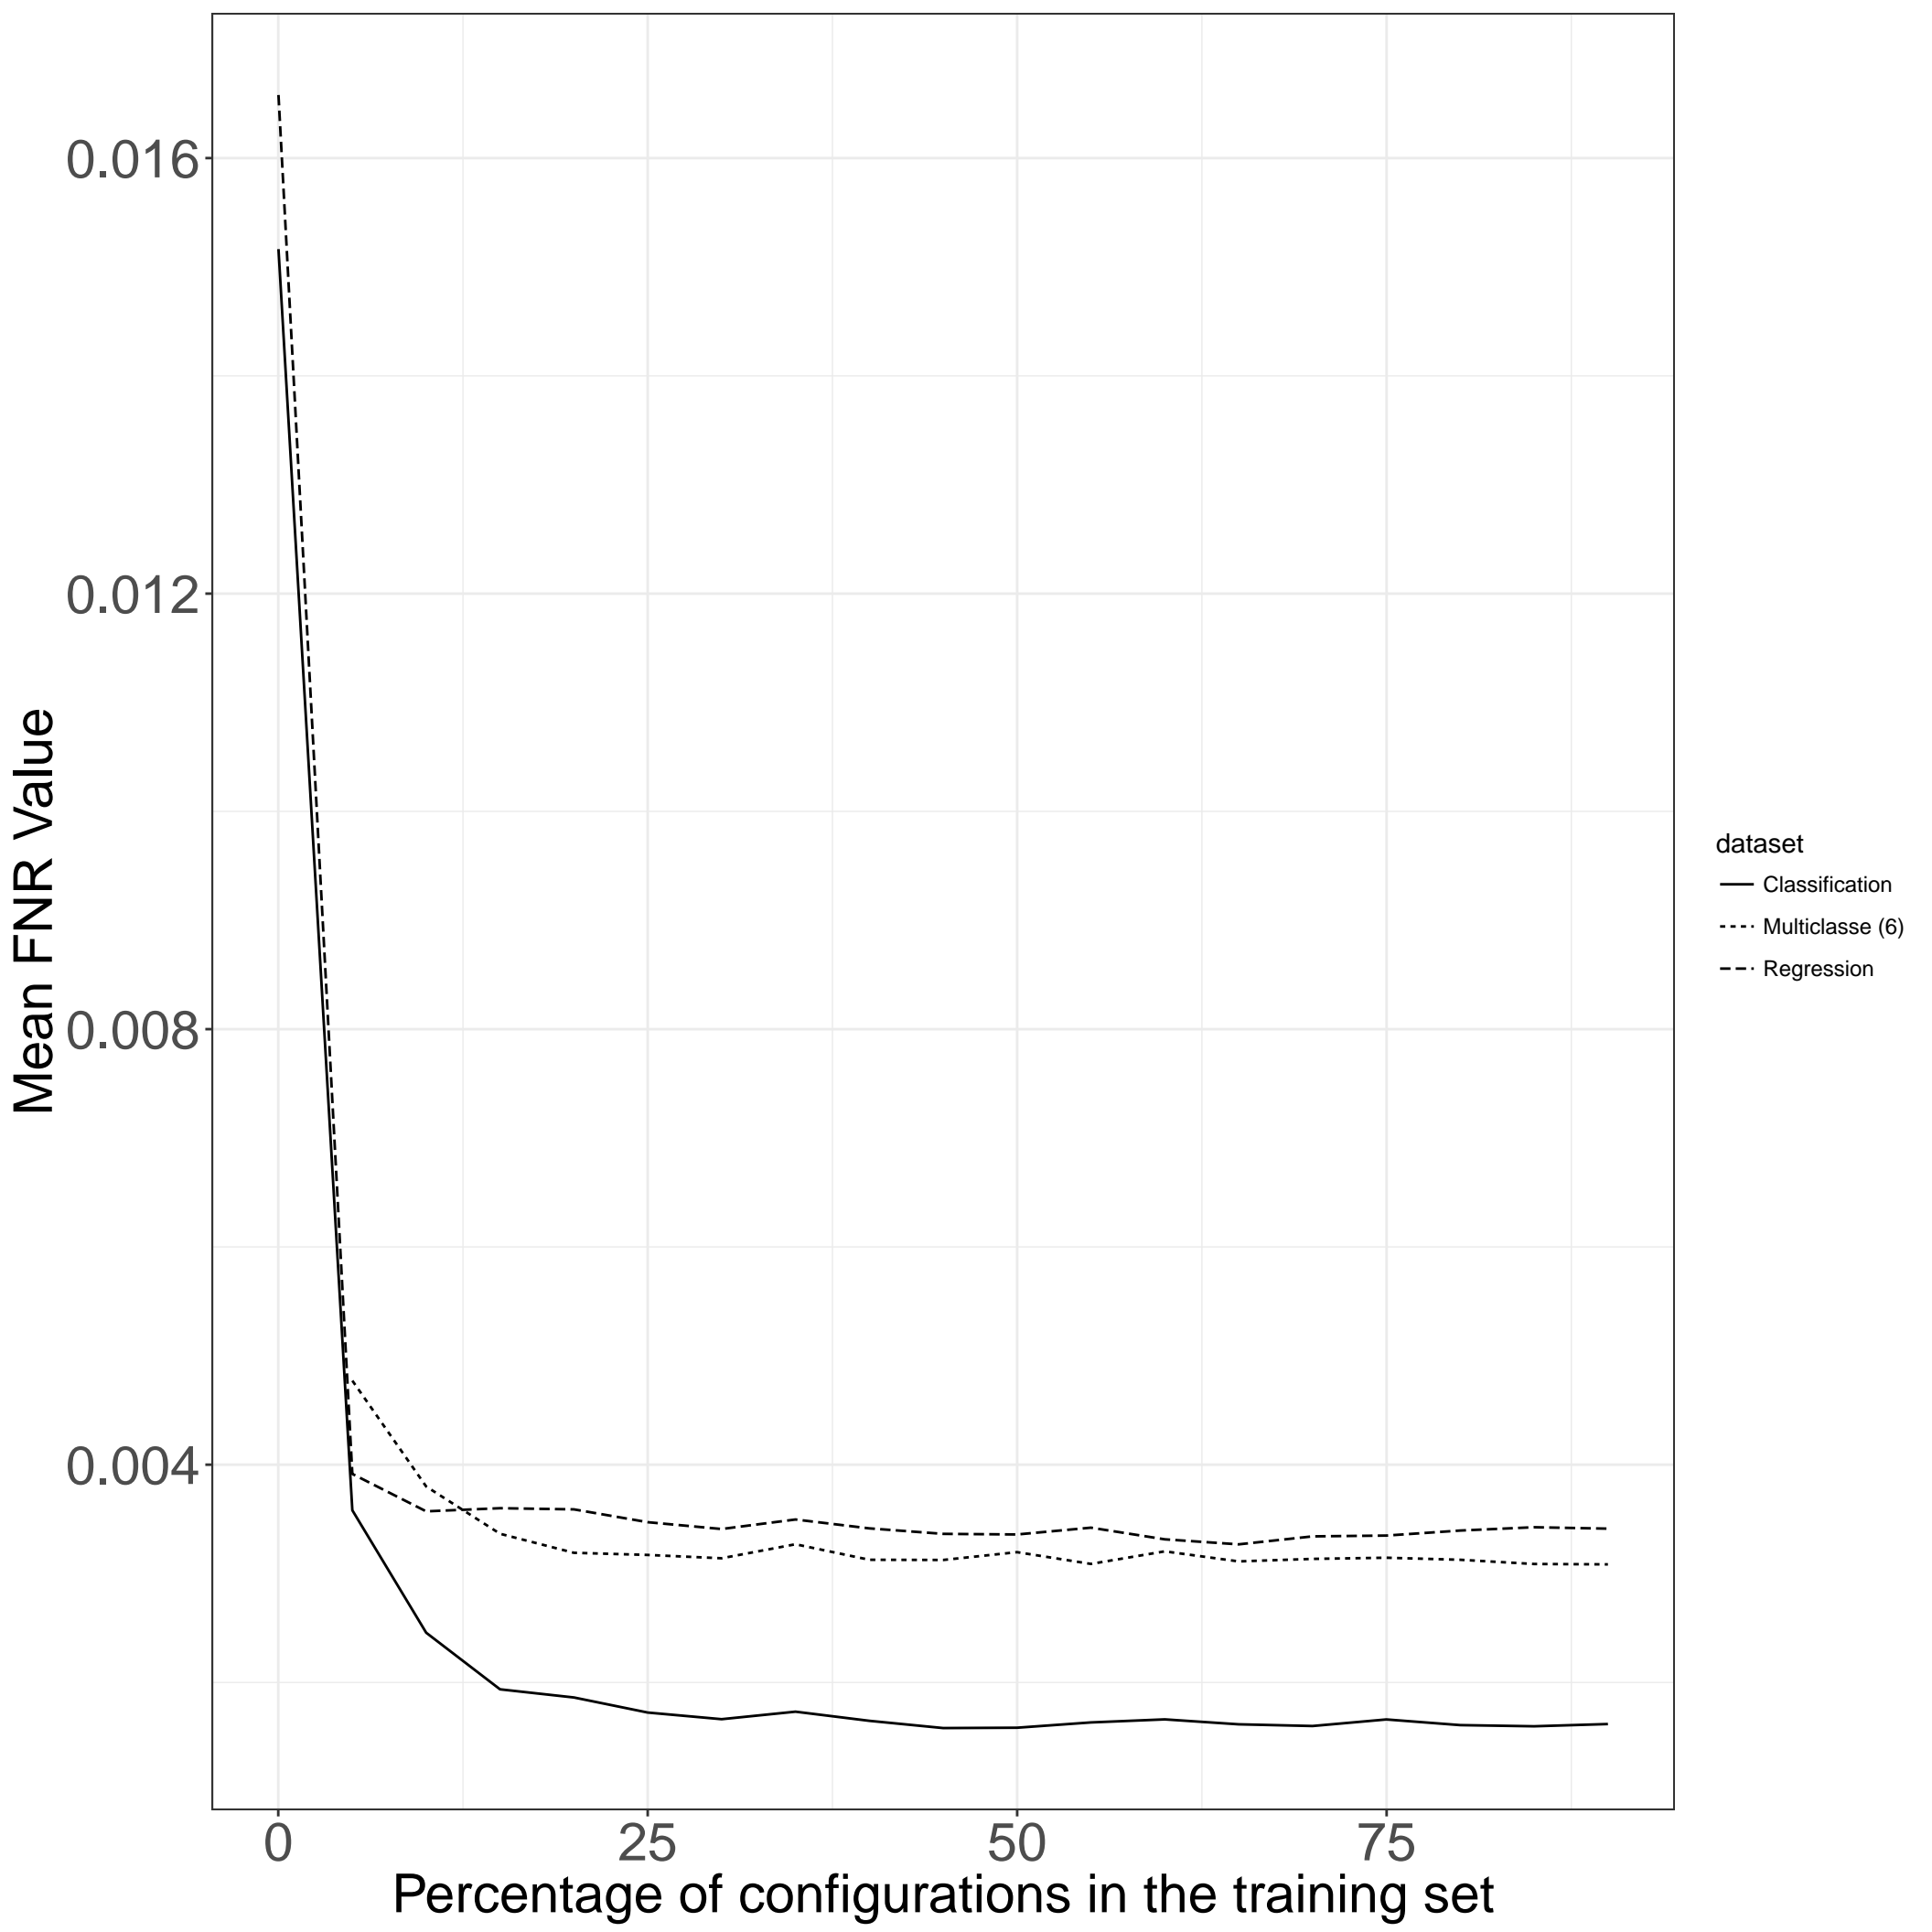 Mean FNR Value
0.016
0.012
0.008
0.004
0
25
50
75
Percentage of configurations in the training set
dataset
Classification
Multiclasse (6)
Regression